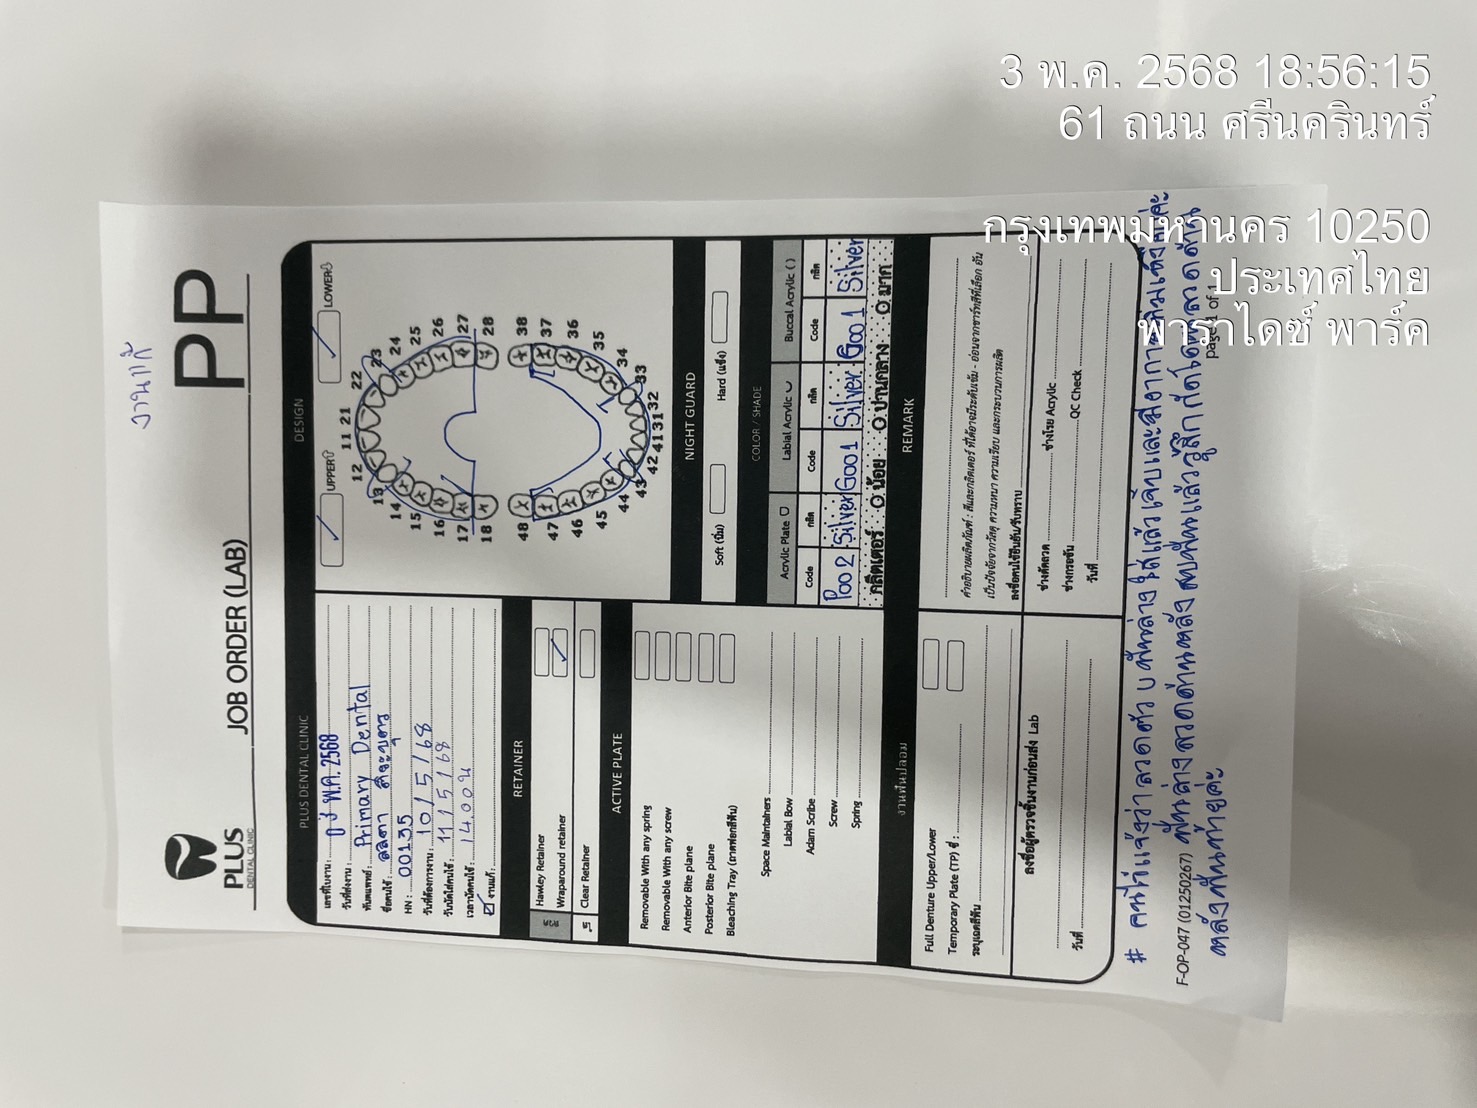 3 พ.ค. 2568 18:56:15
61 ถนน ศรีนครินทร์
กรุงเทพมหานคร 10250
ประเทศไทย
พาราไดซ์ พาร์ค
งานแก้
PLUS
DENTAL CLINIC
JOB ORDER (LAB)
PP
PLUS DENTAL CLINIC
เลขที่ใบงาน :
วันที่ส่งงาน : พ.ค. 2568
ทันตแพทย์ : Primary Dental
ชื่อคนไข้ :
HN : 00135
วันที่ต้องการงาน : 10/5/68
วันนัดใส่คนไข้ : 11/5/68
เวลานัดคนไข้ : 14.00 น
งานแก้ :
DESIGN
UPPER
LOWER
11 21
12 22
13 23
14 24
15 25
16 26
17 27
18 28
48 38
47 37
46 36
45 35
44 34
43 33
42 41 31 32
RETAINER
Hawley Retainer
Wraparound retainer
Clear Retainer
NIGHT GUARD
Soft (นิ่ม)
Hard (แข็ง)
ACTIVE PLATE
Removable With any spring
Removable With any screw
Anterior Bite plane
Posterior Bite plane
Bleaching Tray (ถาดฟอกสีฟัน)
Space Maintainers
Labial Bow
Adam Scribe
Screw
Spring
COLOR / SHADE
Acrylic Plate
Labial Acrylic
Buccal Acrylic ( )
Code กลิต Code กลิต Code กลิต
P002 Silver G001 Silver G001 Silver
กลิตเตอร์ O น้อย O ปานกลาง O มาก
งานฟันปลอม
Full Denture Upper/Lower
Temporary Plate (TP) ซี่ :
ระบุเฉดสีฟัน
REMARK
คำอธิบายผลิตภัณฑ์ : สีและกลิตเตอร์ ที่ได้อาจมีระดับเข้ม - อ่อนจากชาร์ทสีที่เลือก อัน
เป็นปัจจัยจากวัสดุ ความหนา ความเรียบ และกระบวนการผลิต
ลงชื่อคนไข้ยืนยัน/รับทราบ
ลงชื่อผู้ตรวจชิ้นงานก่อนส่ง Lab
วันที่
ช่างดัดลวด
ช่างโรย Acrylic
ช่างกรอขัด
QC Check
วันที่
# คนไข้แจ้งว่าลวดตัว U ฟันล่าง ใส่แล้วเจ็บและมีอาการ
F-OP-047 (01250267)
ฟันล่างลวดด้านหลัง สบฟันแล้วรู้สึกกัดโดนลวดด้าน
page 1 of 1
หลังฟันท้ายค่ะ